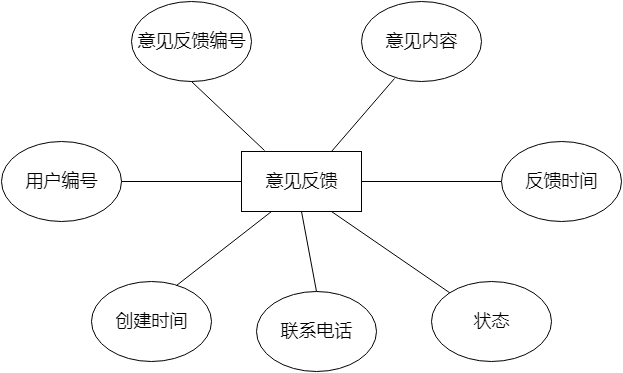 意见反馈编号
意见内容
用户编号
意见反馈
反馈时间
创建时间
联系电话
状态